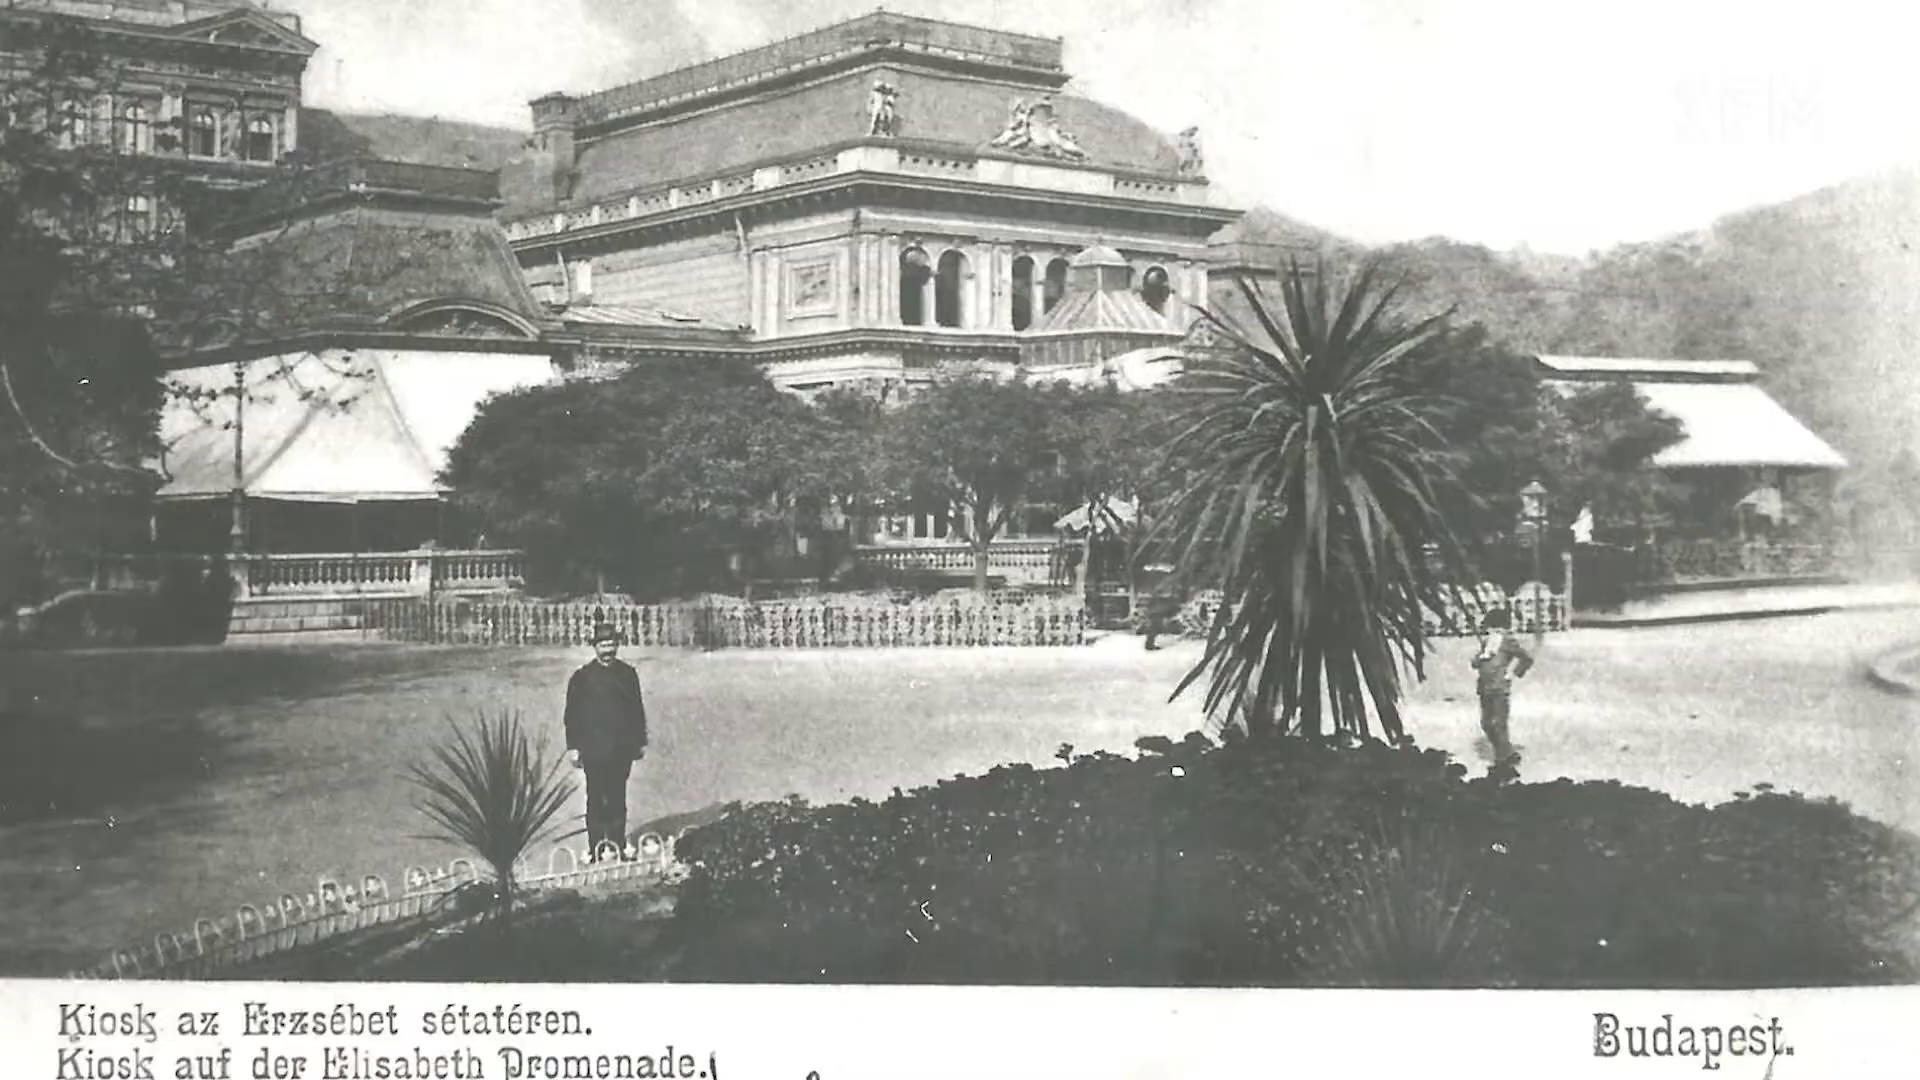 Kiosk az Erzsébet sétatéren.
Kiosk auf der Elisabeth Promenade.
Budapest.